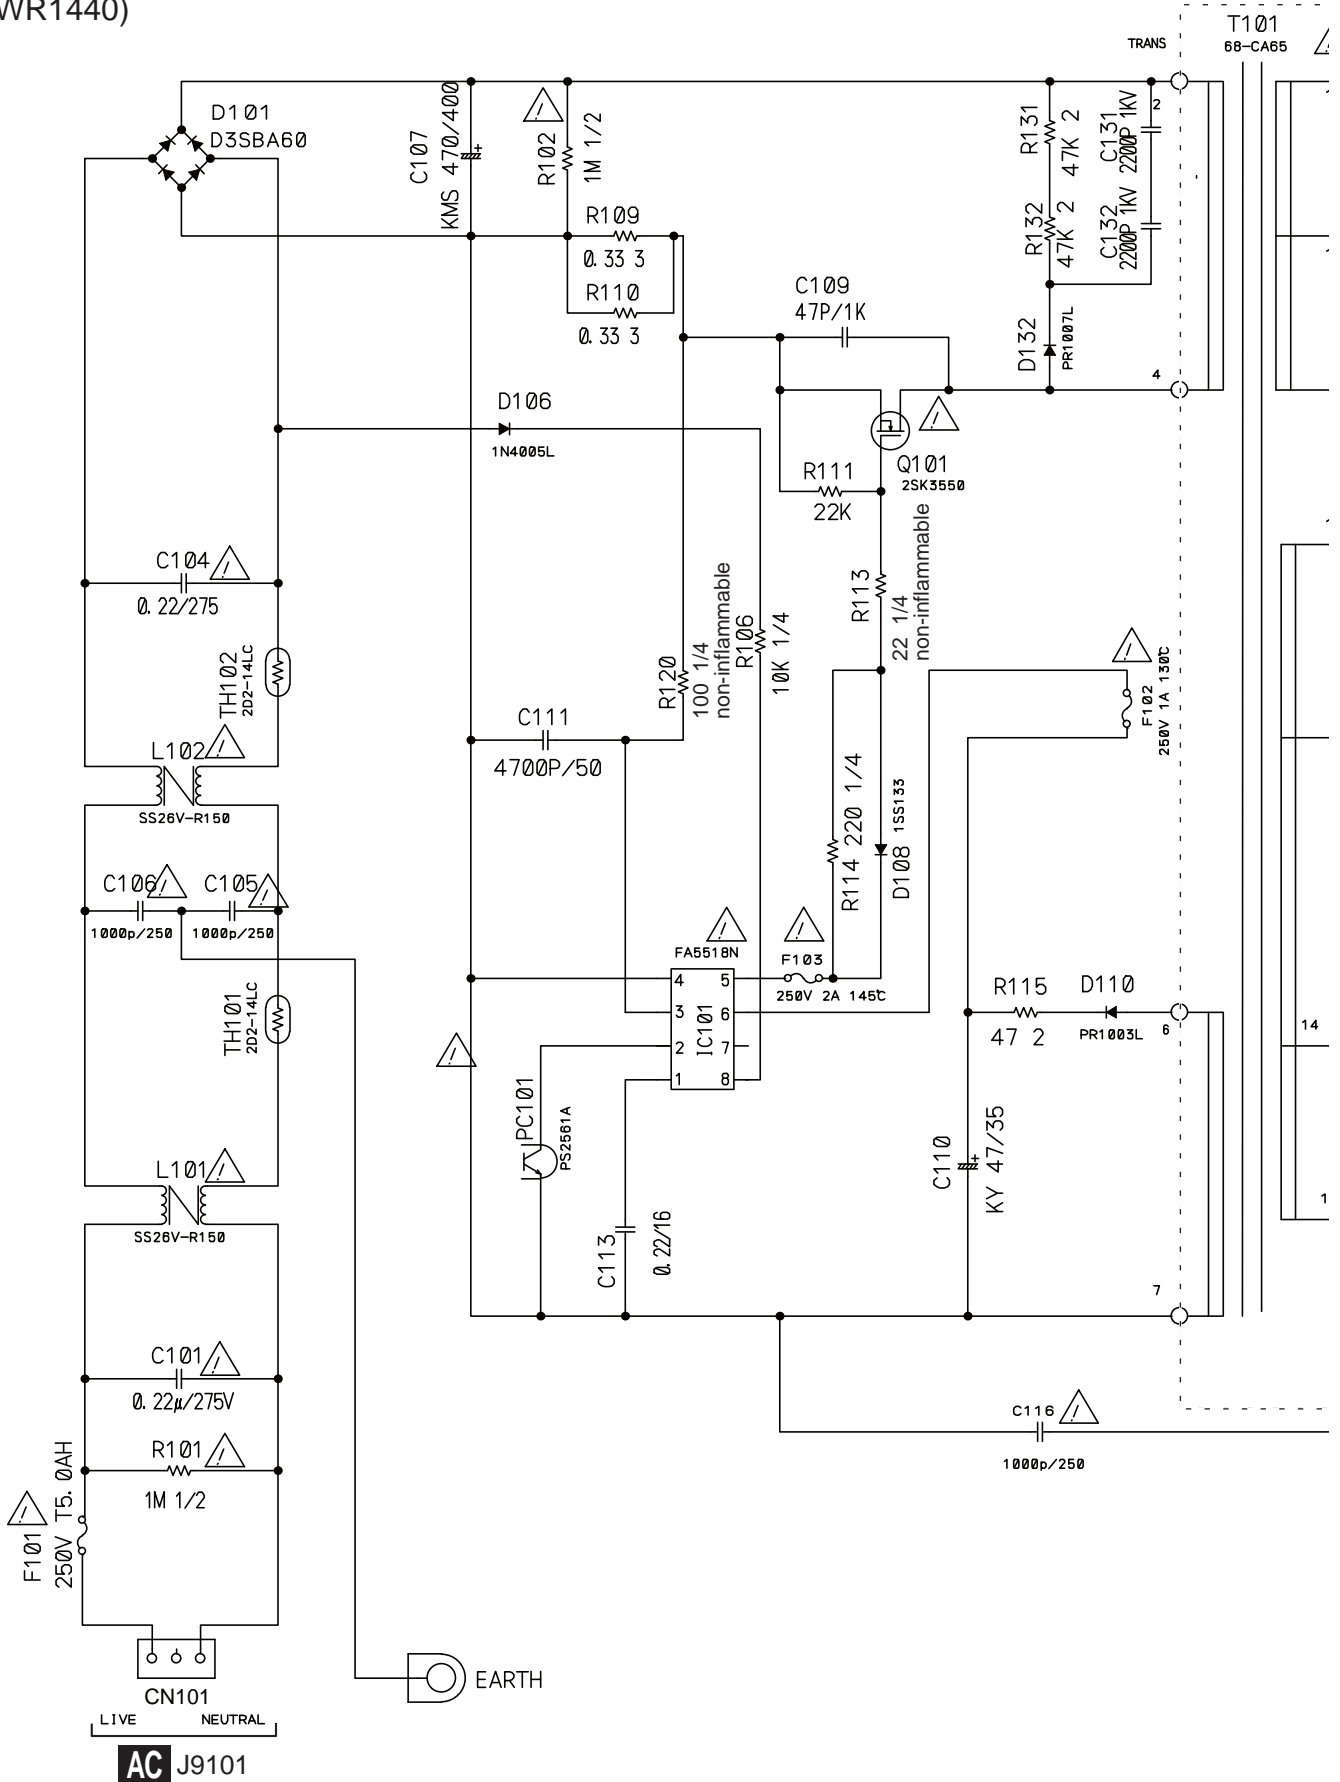 WR1440)
T101
68-CA65
TRANS
D101
D3SBA60
C107
KMS 470/400
R102
1M 1/2
R109
0.33 3
R110
0.33 3
R131
47K 2
R132
47K 2
C131
2200P 1KV
C132
2200P 1KV
2
C109
47P/1K
D132
PR1007L
4
D106
1N4005L
Q101
2SK3550
R111
22K
R113
22 1/4
non-inflammable
C104
0.22/275
TH102
2D2-14LC
R120
100 1/4
non-inflammable
R106
10K 1/4
F102
250V 1A 130℃
C111
4700P/50
L102
SS26V-R150
R114 220 1/4
D108
1SS133
C106
1000p/250
C105
1000p/250
FA5518N
F103
250V 2A 145℃
4
3
2
1
IC101
5
6
7
8
TH101
2D2-14LC
R115
47 2
D110
PR1003L
6
14
PC101
PS2561A
C113
0.22/16
C110
KY 47/35
L101
SS26V-R150
7
1
C101
0.22μ/275V
R101
1M 1/2
F101
250V T5.0AH
C116
1000p/250
EARTH
CN101
LIVE NEUTRAL
AC J9101